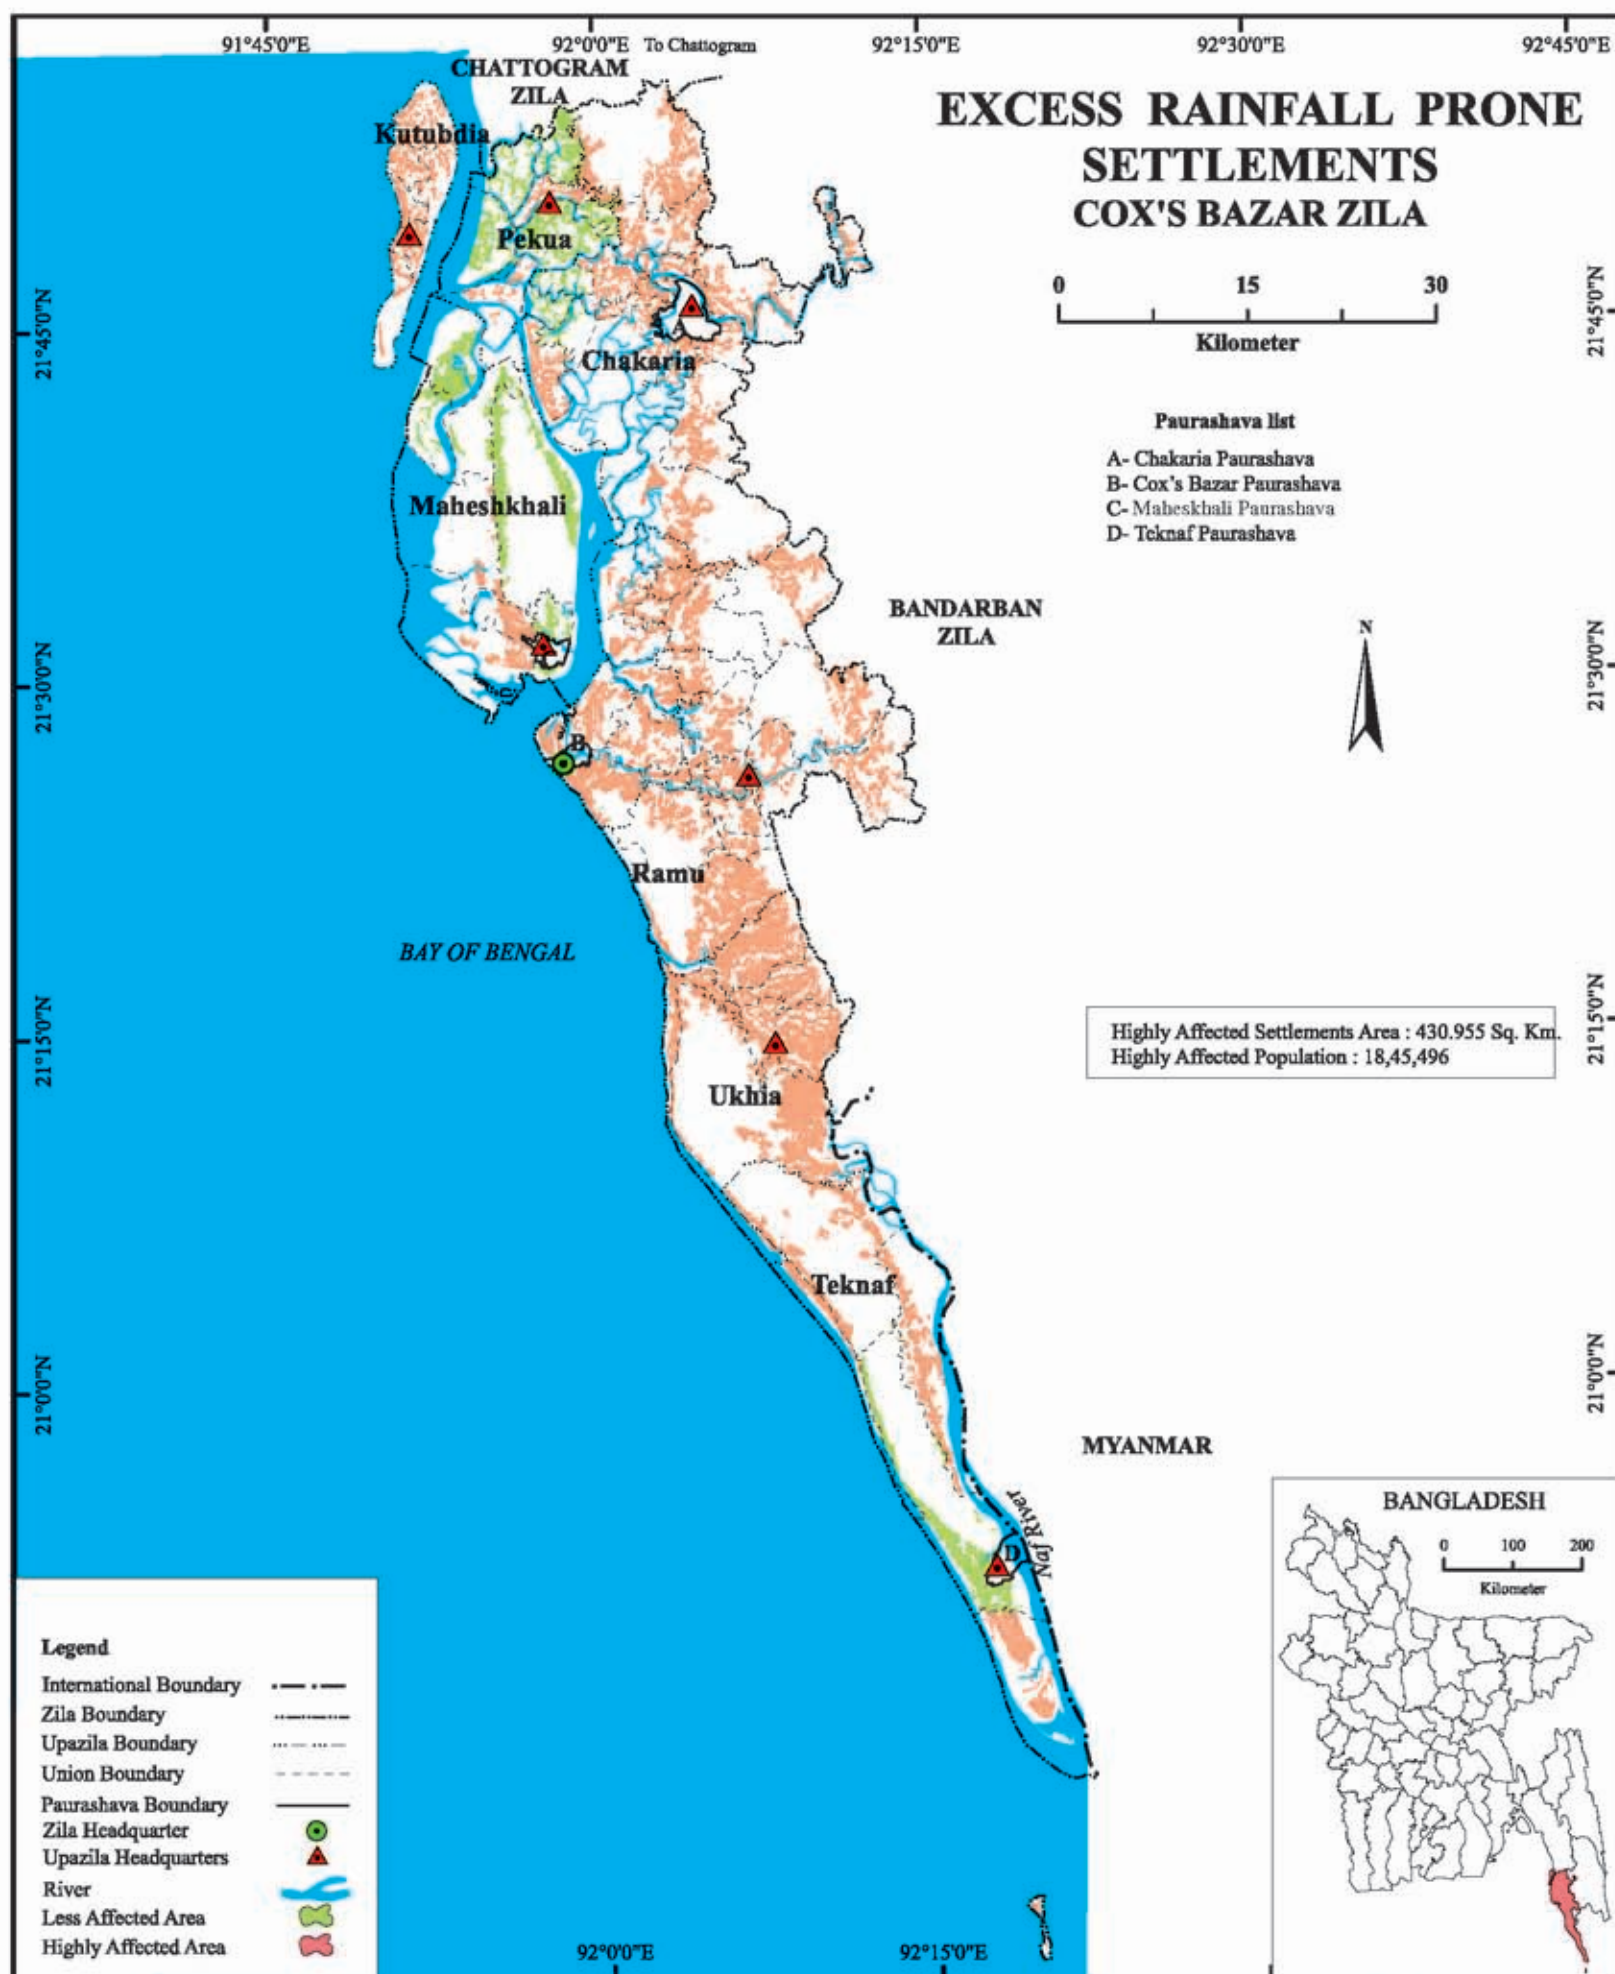 91°45'0"E
92°0'0"E
To Chattogram
92°15'0"E
92°30'0"E
92°45'0"E
CHATTOGRAM
ZILA
EXCESS RAINFALL PRONE
SETTLEMENTS
COX'S BAZAR ZILA
Kutubdia
Pekua
0 15 30
Kilometer
21°45'0"N
21°45'0"N
A
Chakaria
Paurashava list
A- Chakaria Paurashava
B- Cox's Bazar Paurashava
C- Maheskhali Paurashava
D- Teknaf Paurashava
Maheshkhali
BANDARBAN
ZILA
N
21°30'0"N
21°30'0"N
C
B
Ramu
BAY OF BENGAL
21°15'0"N
21°15'0"N
Highly Affected Settlements Area : 430.955 Sq. Km.
Highly Affected Population : 18,45,496
Ukhia
Teknaf
21°0'0"N
21°0'0"N
MYANMAR
Naf River
D
BANGLADESH
0 100 200
Kilometer
Legend
International Boundary
Zila Boundary
Upazila Boundary
Union Boundary
Paurashava Boundary
Zila Headquarter
Upazila Headquarters
River
Less Affected Area
Highly Affected Area
92°0'0"E
92°15'0"E